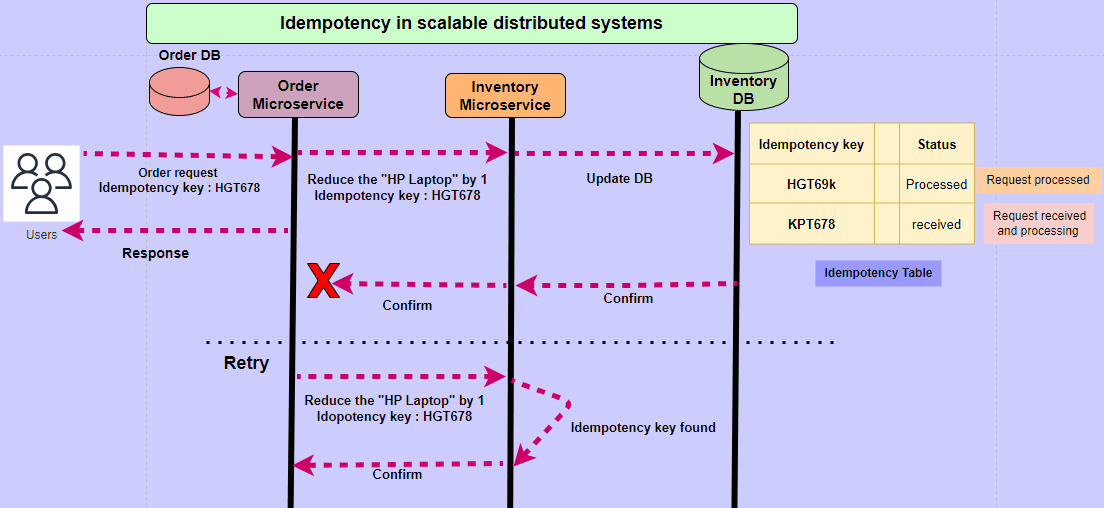 Idempotency in scalable distributed systems
Order DB
Order
Microservice
Inventory
Microservice
Inventory
DB
Order request
Idempotency key : HGT678
Reduce the "HP Laptop" by 1
Idempotency key : HGT678
Update DB
Users
Response
Confirm
Confirm
X
Idempotency key Status
HGT69k Processed
KPT678 received
Request processed
Request received
and processing
Idempotency Table
Retry
Reduce the "HP Laptop" by 1
Idopotency key : HGT678
Idempotency key found
Confirm